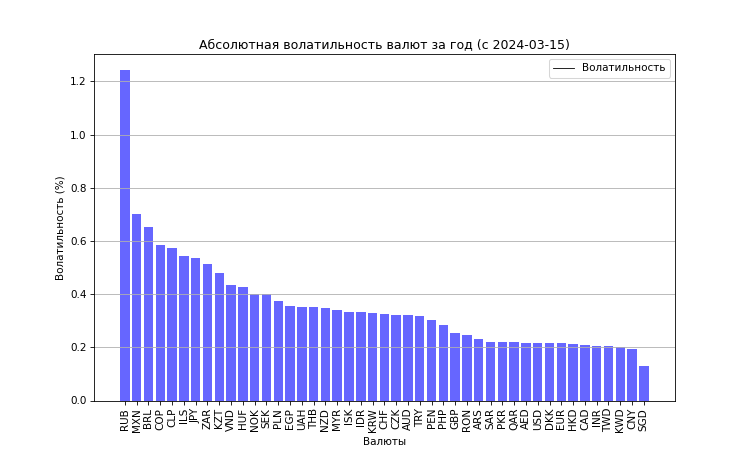 Абсолютная волатильность валют за год (с 2024-03-15)
Волатильность
Волатильность (%)
1.2
1.0
0.8
0.6
0.4
0.2
0.0
RUB MXN BRL COP CLP ILS JPY ZAR KZT VND HUF NOK SEK PLN EGP UAH THB NZD MYR ISK IDR KRW CHF CZK AUD TRY PEN PHP GBP RON ARS SAR PKR QAR AED USD DKK EUR HKD CAD INR TWD KWD CNY SGD
Валюты